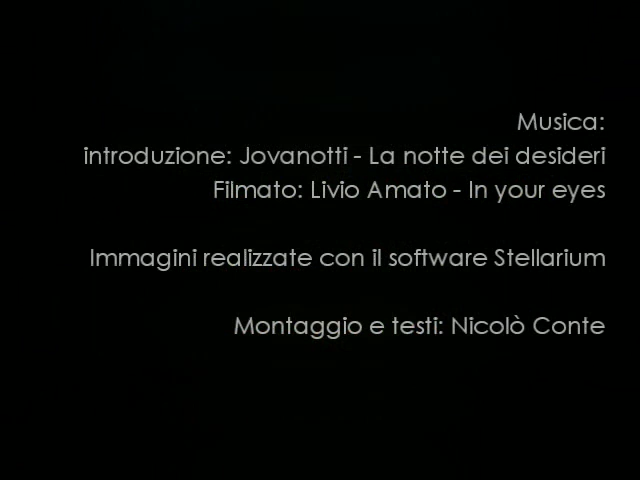 Musica:
introduzione: Jovanotti - La notte dei desideri
Filmato: Livio Amato - In your eyes
Immagini realizzate con il software Stellarium
Montaggio e testi: Nicolò Conte